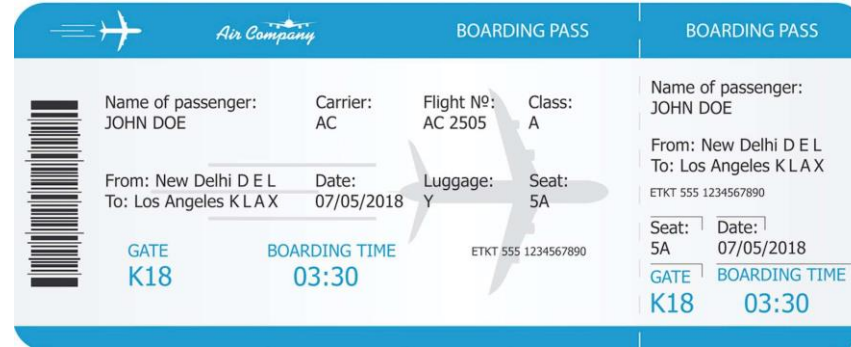 Air Company
BOARDING PASS
BOARDING PASS
Name of passenger:
JOHN DOE
Carrier:
AC
Flight Nº:
AC 2505
Class:
A
From: New Delhi D E L
To: Los Angeles K L A X
Date:
07/05/2018
Luggage:
Y
Seat:
5A
GATE
K18
BOARDING TIME
03:30
ETKT 555 1234567890
Name of passenger:
JOHN DOE
From: New Delhi D E L
To: Los Angeles K L A X
ETKT 555 1234567890
Seat:
5A
Date:
07/05/2018
GATE
K18
BOARDING TIME
03:30